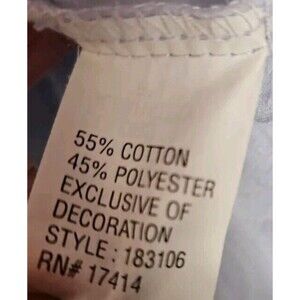 55% COTTON
45% POLYESTER
EXCLUSIVE OF
DECORATION
STYLE : 183106
RN# 17414